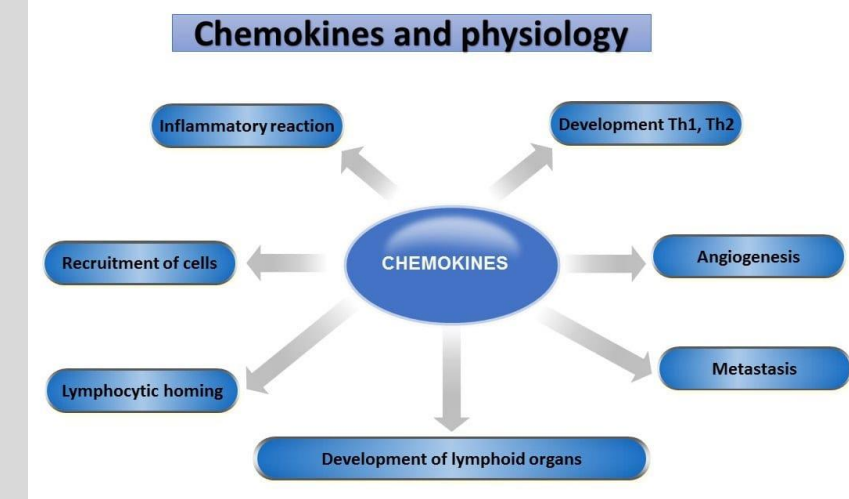 Chemokines and physiology
Inflammatory reaction
Development Th1, Th2
Recruitment of cells
CHEMOKINES
Angiogenesis
Lymphocytic homing
Metastasis
Development of lymphoid organs